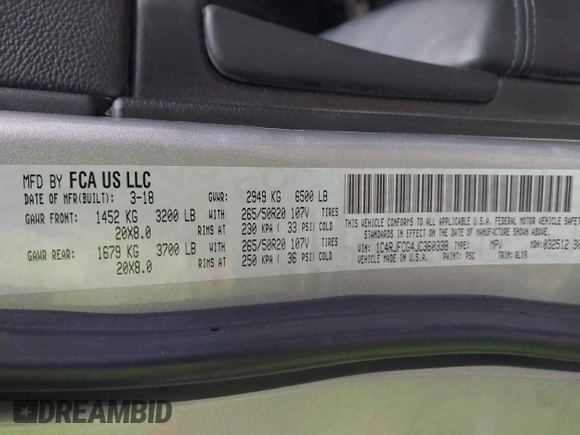 MFD BY FCA US LLC
DATE OF MFR(BUILT): 3-18 GVWR: 2949 KG 6500 LB
GAWR FRONT: 1452 KG 3200 LB WITH 265/50R20 107V TIRES
20X8.0 RIMS AT 230 KPA ( 33 PSI) COLD
GAWR REAR: 1679 KG 3700 LB WITH 265/50R20 107V TIRES
20X8.0 RIMS AT 250 KPA ( 36 PSI) COLD
THIS VEHICLE CONFORMS TO ALL APPLICABLE U.S.A. FEDERAL MOTOR VEHICLE SAFETY
STANDARDS IN EFFECT ON THE DATE OF MANUFACTURE SHOWN ABOVE.
VIN: 1C4RJFCG4JC360338 TYPE: MPV MDH: 032512
VEHICLE MADE IN U.S.A. PAINT: PSC TRIM: RLX9
DREAMBID